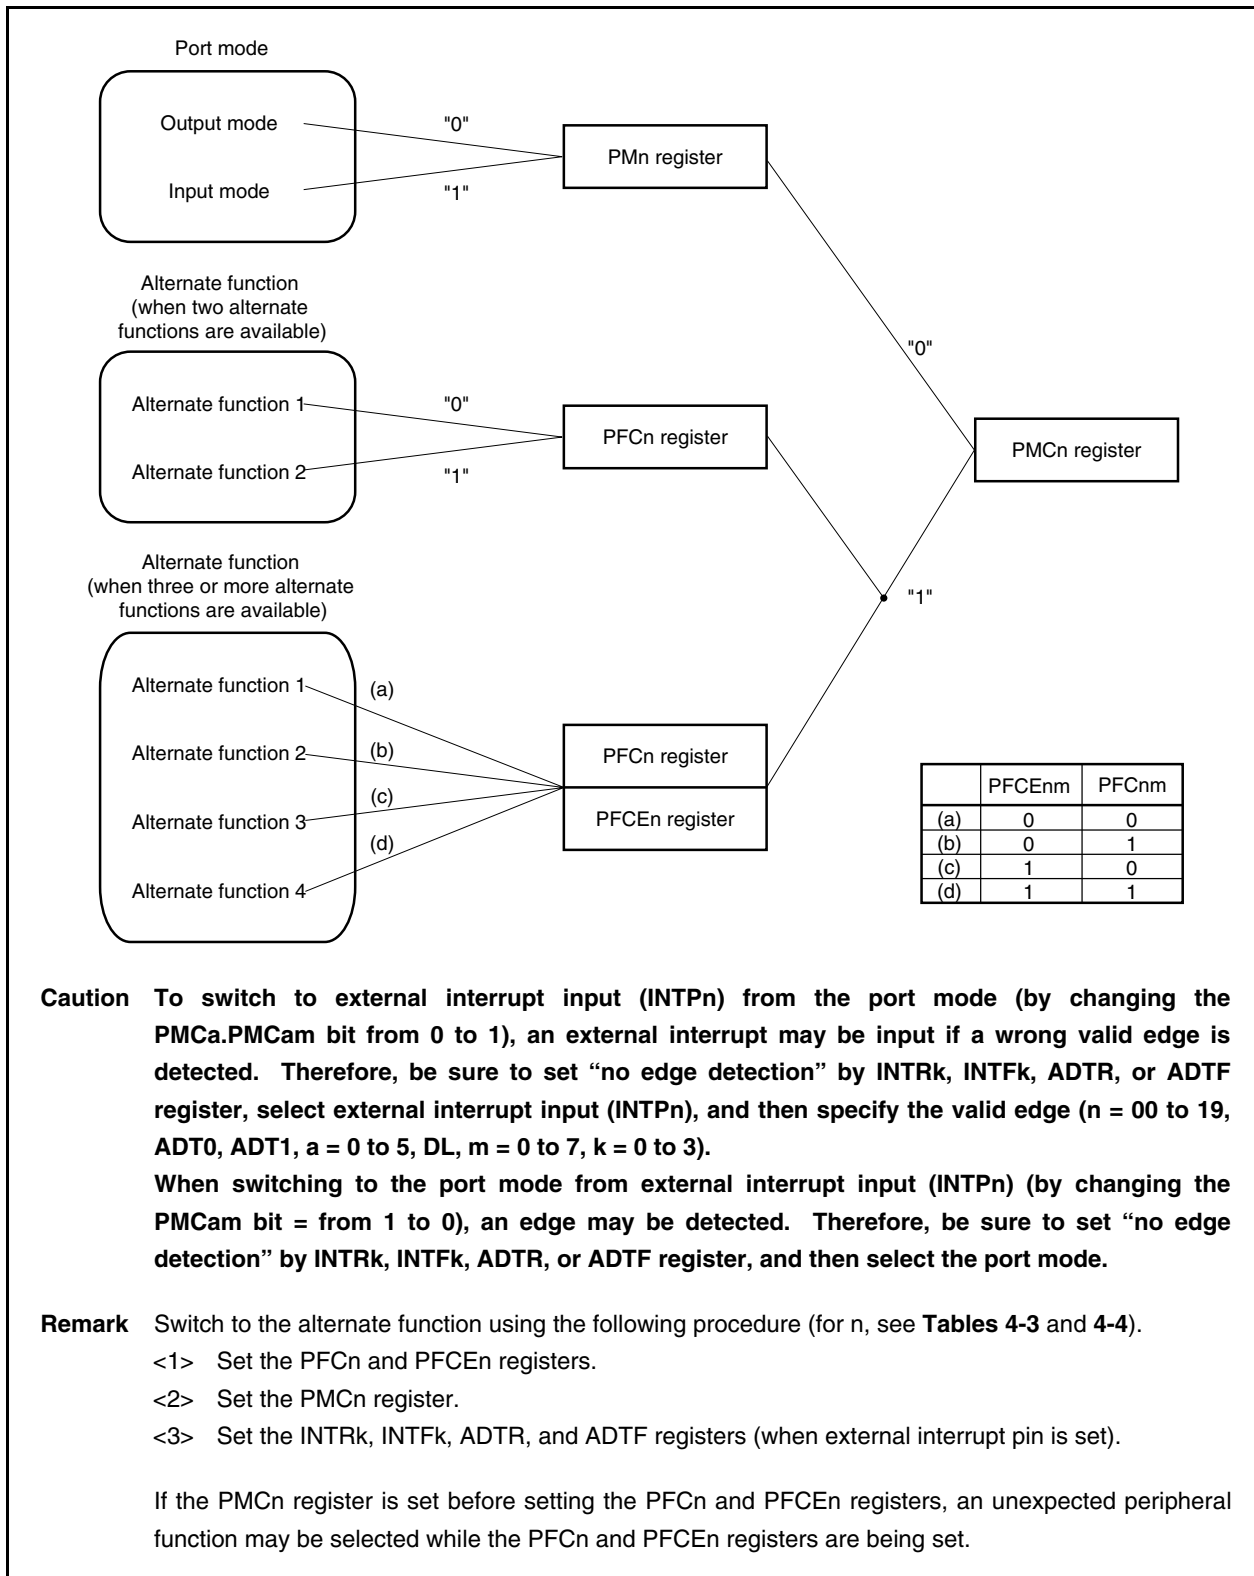 Port mode
Output mode
"0"
PMn register
Input mode
"1"
Alternate function
(when two alternate
functions are available)
"0"
Alternate function 1
"0"
PFCn register
PMCn register
Alternate function 2
"1"
Alternate function
(when three or more alternate
functions are available)
"1"
Alternate function 1
(a)
Alternate function 2
(b)
PFCn register
(c)
Alternate function 3
PFCEn register
(d)
Alternate function 4
PFCEnm PFCnm
(a) 0 0
(b) 0 1
(c) 1 0
(d) 1 1
Caution To switch to external interrupt input (INTPn) from the port mode (by changing the
PMCa.PMCam bit from 0 to 1), an external interrupt may be input if a wrong valid edge is
detected. Therefore, be sure to set “no edge detection” by INTRk, INTFk, ADTR, or ADTF
register, select external interrupt input (INTPn), and then specify the valid edge (n = 00 to 19,
ADT0, ADT1, a = 0 to 5, DL, m = 0 to 7, k = 0 to 3).
When switching to the port mode from external interrupt input (INTPn) (by changing the
PMCam bit = from 1 to 0), an edge may be detected. Therefore, be sure to set “no edge
detection” by INTRk, INTFk, ADTR, or ADTF register, and then select the port mode.
Remark Switch to the alternate function using the following procedure (for n, see Tables 4-3 and 4-4).
<1> Set the PFCn and PFCEn registers.
<2> Set the PMCn register.
<3> Set the INTRk, INTFk, ADTR, and ADTF registers (when external interrupt pin is set).
If the PMCn register is set before setting the PFCn and PFCEn registers, an unexpected peripheral
function may be selected while the PFCn and PFCEn registers are being set.